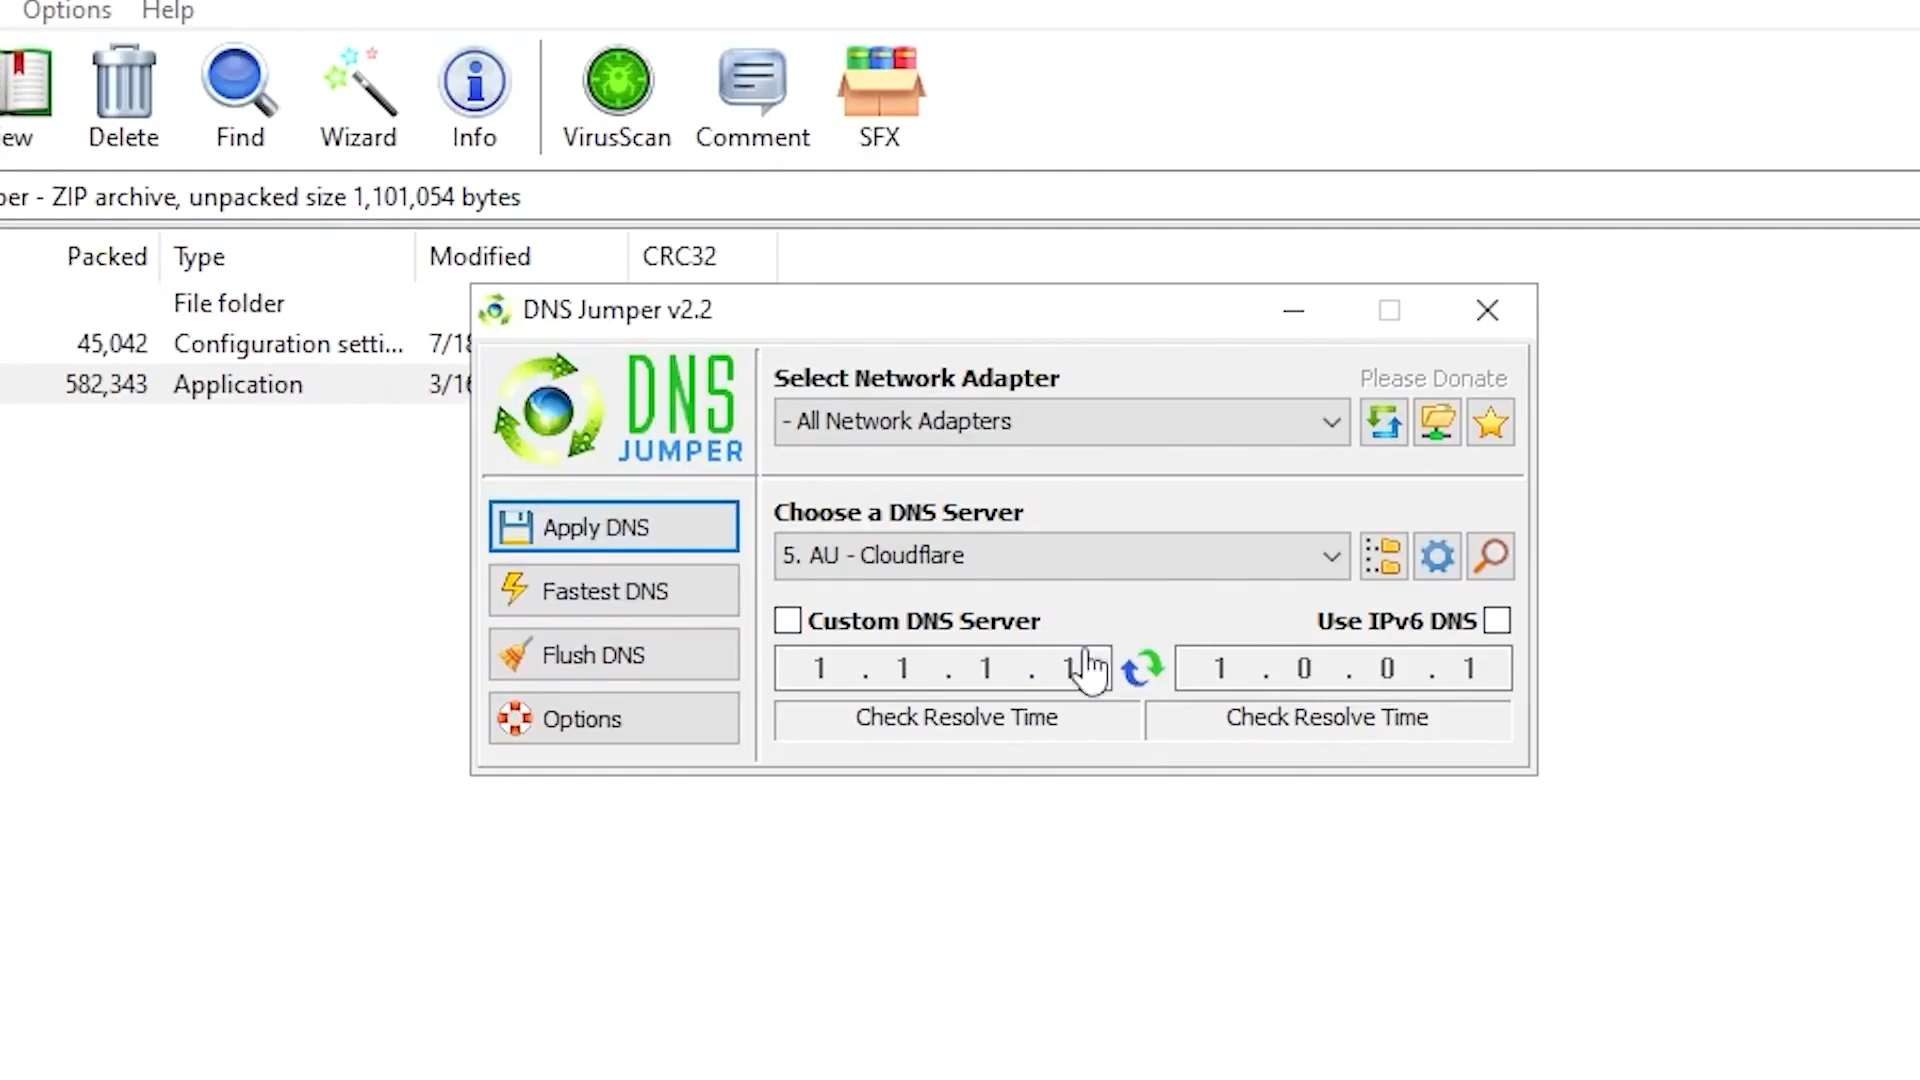 Options Help
Delete Find Wizard Info VirusScan Comment SFX
- ZIP archive, unpacked size 1,101,054 bytes
Packed Type Modified CRC32
File folder
45,042 Configuration setti... 7/18
582,343 Application 3/16
DNS Jumper v2.2
DNS
JUMPER
Select Network Adapter Please Donate
- All Network Adapters
Choose a DNS Server
5. AU - Cloudflare
Apply DNS
Fastest DNS
Flush DNS
Options
Custom DNS Server Use IPv6 DNS
1 . 1 . 1 . 1 1 . 0 . 0 . 1
Check Resolve Time Check Resolve Time